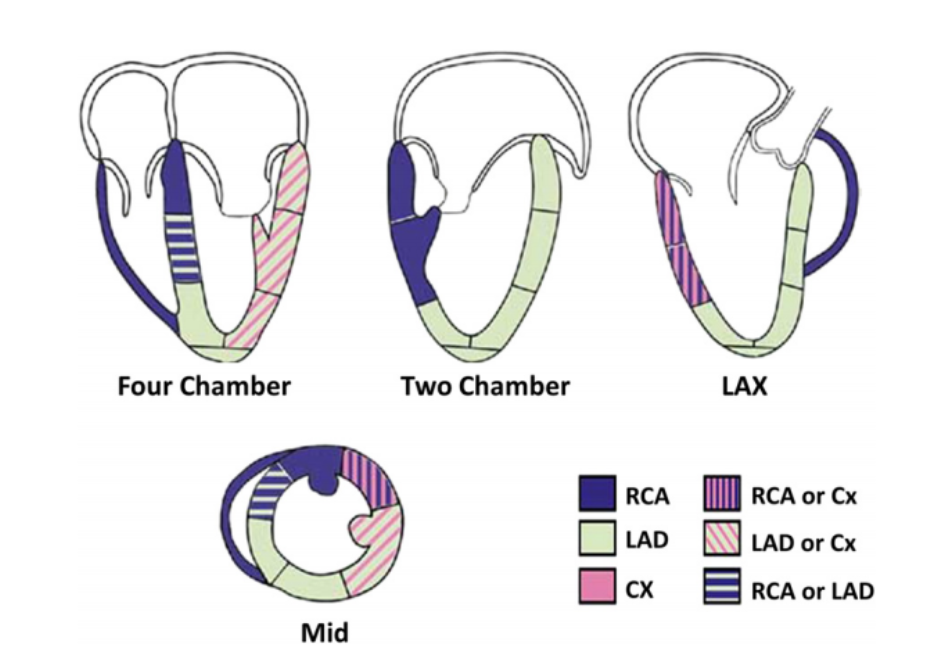 Four Chamber
Two Chamber
LAX
Mid
RCA
RCA or Cx
LAD
LAD or Cx
CX
RCA or LAD